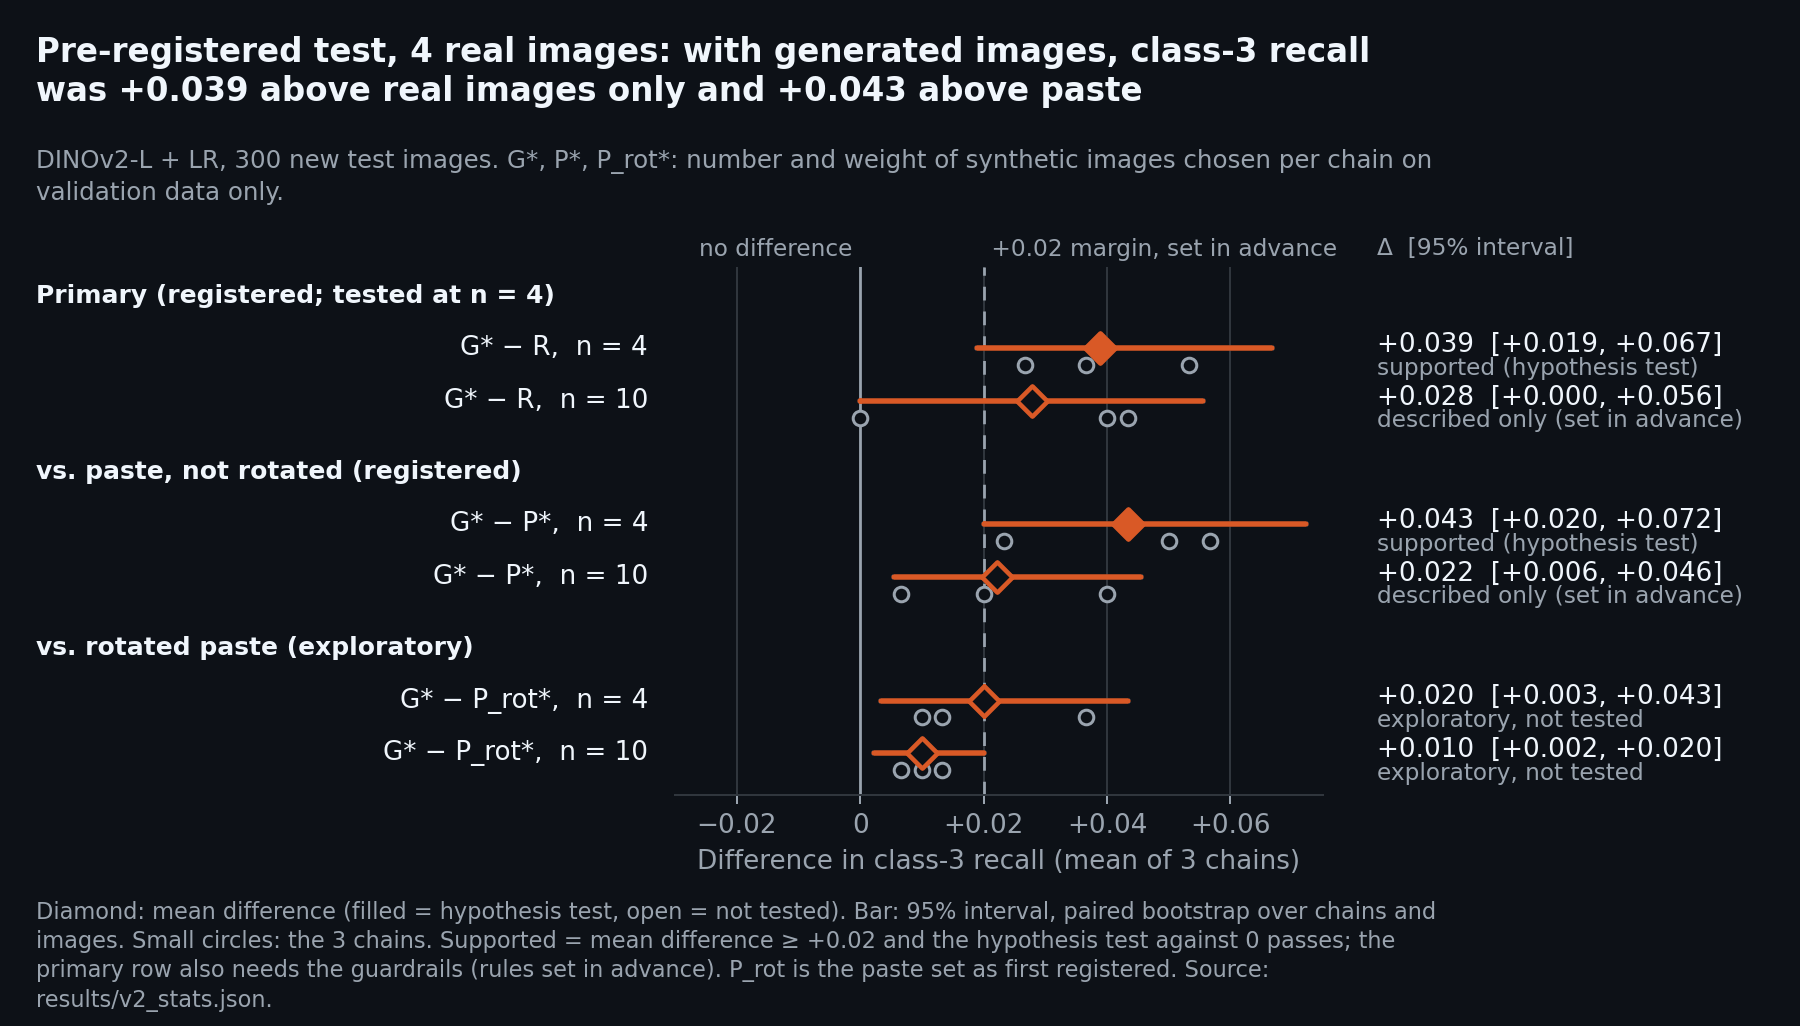 Pre-registered test, 4 real images: with generated images, class-3 recall
was +0.039 above real images only and +0.043 above paste
DINOv2-L + LR, 300 new test images. G*, P*, P_rot*: number and weight of synthetic images chosen per chain on
validation data only.
no difference
+0.02 margin, set in advance
Δ [95% interval]
Primary (registered; tested at n = 4)
G* − R, n = 4
+0.039 [+0.019, +0.067]
supported (hypothesis test)
G* − R, n = 10
+0.028 [+0.000, +0.056]
described only (set in advance)
vs. paste, not rotated (registered)
G* − P*, n = 4
+0.043 [+0.020, +0.072]
supported (hypothesis test)
G* − P*, n = 10
+0.022 [+0.006, +0.046]
described only (set in advance)
vs. rotated paste (exploratory)
G* − P_rot*, n = 4
+0.020 [+0.003, +0.043]
exploratory, not tested
G* − P_rot*, n = 10
+0.010 [+0.002, +0.020]
exploratory, not tested
−0.02 0 +0.02 +0.04 +0.06
Difference in class-3 recall (mean of 3 chains)
Diamond: mean difference (filled = hypothesis test, open = not tested). Bar: 95% interval, paired bootstrap over chains and
images. Small circles: the 3 chains. Supported = mean difference ≥ +0.02 and the hypothesis test against 0 passes; the
primary row also needs the guardrails (rules set in advance). P_rot is the paste set as first registered. Source:
results/v2_stats.json.